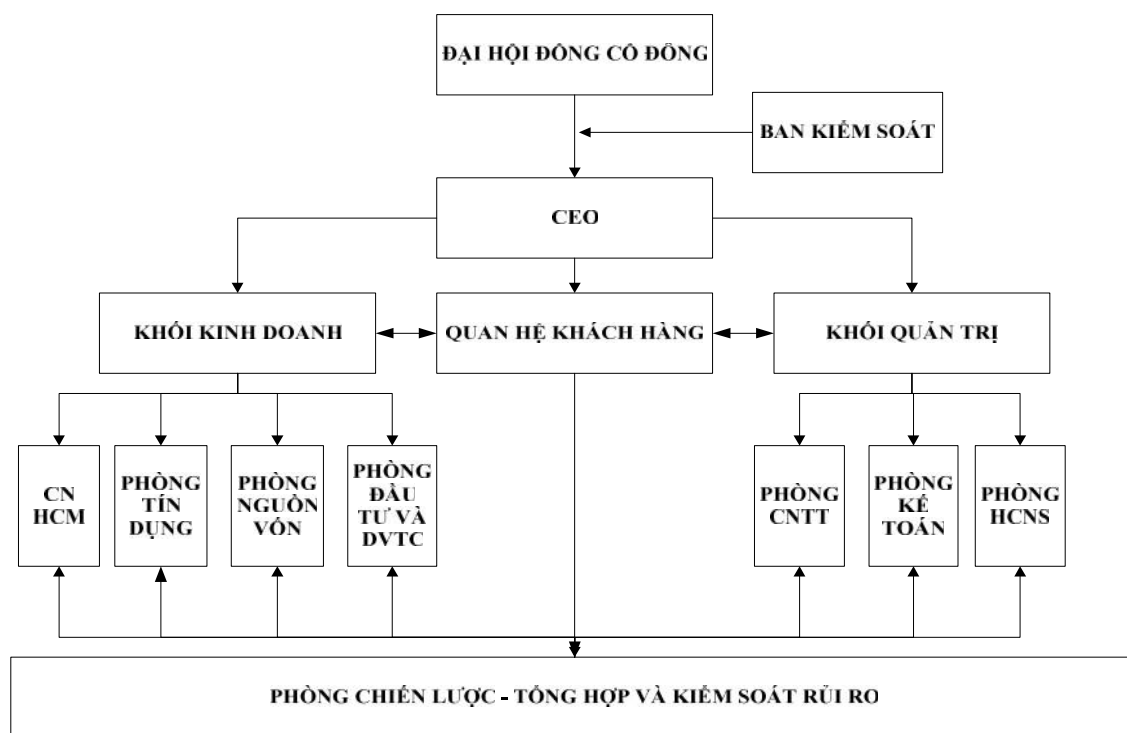 ĐẠI HỘI ĐỒNG CỔ ĐÔNG
BAN KIỂM SOÁT
CEO
KHỐI KINH DOANH
QUAN HỆ KHÁCH HÀNG
KHỐI QUẢN TRỊ
CN
HCM
PHÒNG
TÍN
DỤNG
PHÒNG
NGUỒN
VỐN
PHÒNG
ĐẦU
TƯ VÀ
DVTC
PHÒNG
CNTT
PHÒNG
KẾ
TOÁN
PHÒNG
HCNS
PHÒNG CHIẾN LƯỢC - TỔNG HỢP VÀ KIỂM SOÁT RỦI RO